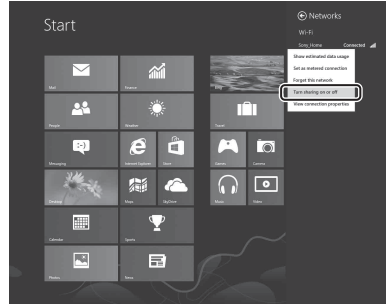 Start
Networks
Wi-Fi
Sony_Home Connected
Show estimated data usage
Set as metered connection
Forget this network
Turn sharing on or off
View connection properties
Mail
Finance
People
Weather
Travel
Messaging
Internet Explorer
Store
Games
Camera
Desktop
Maps
SkyDrive
Music
Video
Calendar
Sports
Photos
News